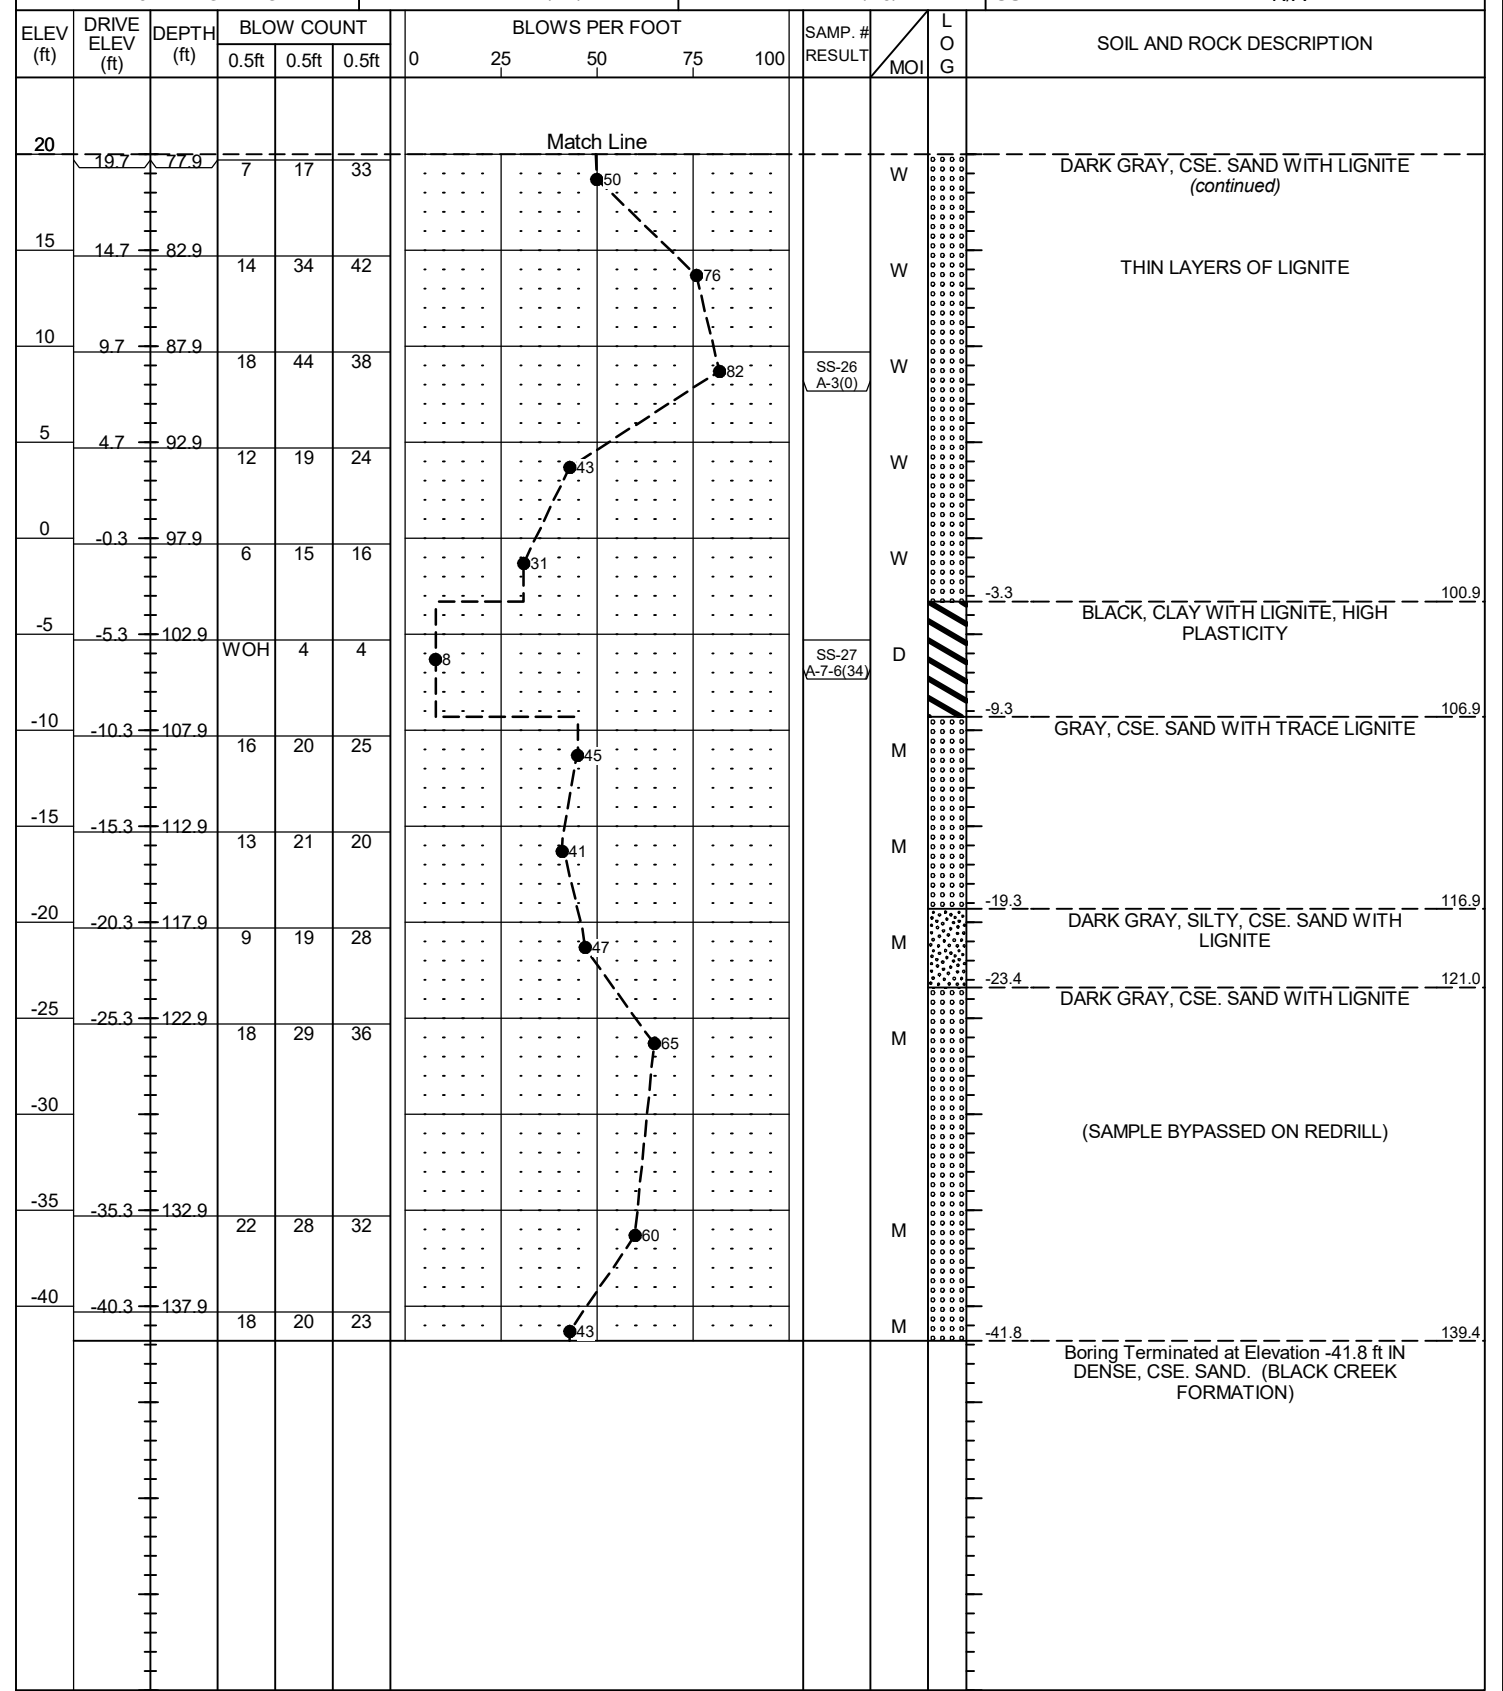 ELEV (ft) DRIVE ELEV (ft) DEPTH (ft) BLOW COUNT BLOWS PER FOOT SAMP. # RESULT MOI LOG SOIL AND ROCK DESCRIPTION
0.5ft 0.5ft 0.5ft 0 25 50 75 100
20 Match Line
19.7 77.9 7 17 33 50 W DARK GRAY, CSE. SAND WITH LIGNITE
(continued)
15
14.7 82.9 14 34 42 76 W THIN LAYERS OF LIGNITE
10
9.7 87.9 18 44 38 82 SS-26 W
A-3(0)
5
4.7 92.9 12 19 24 43 W
0
-0.3 97.9 6 15 16 31 W
-3.3 100.9
BLACK, CLAY WITH LIGNITE, HIGH
PLASTICITY
-5
-5.3 102.9 WOH 4 4 8 SS-27 D
A-7-6(34)
-9.3 106.9
-10 GRAY, CSE. SAND WITH TRACE LIGNITE
-10.3 107.9 16 20 25 45 M
-15
-15.3 112.9 13 21 20 41 M
-19.3 116.9
-20 DARK GRAY, SILTY, CSE. SAND WITH
LIGNITE
-20.3 117.9 9 19 28 47 M
-23.4 121.0
DARK GRAY, CSE. SAND WITH LIGNITE
-25
-25.3 122.9 18 29 36 65 M
-30
(SAMPLE BYPASSED ON REDRILL)
-35
-35.3 132.9 22 28 32 60 M
-40
-40.3 137.9 18 20 23 43 M
-41.8 139.4
Boring Terminated at Elevation -41.8 ft IN
DENSE, CSE. SAND. (BLACK CREEK
FORMATION)